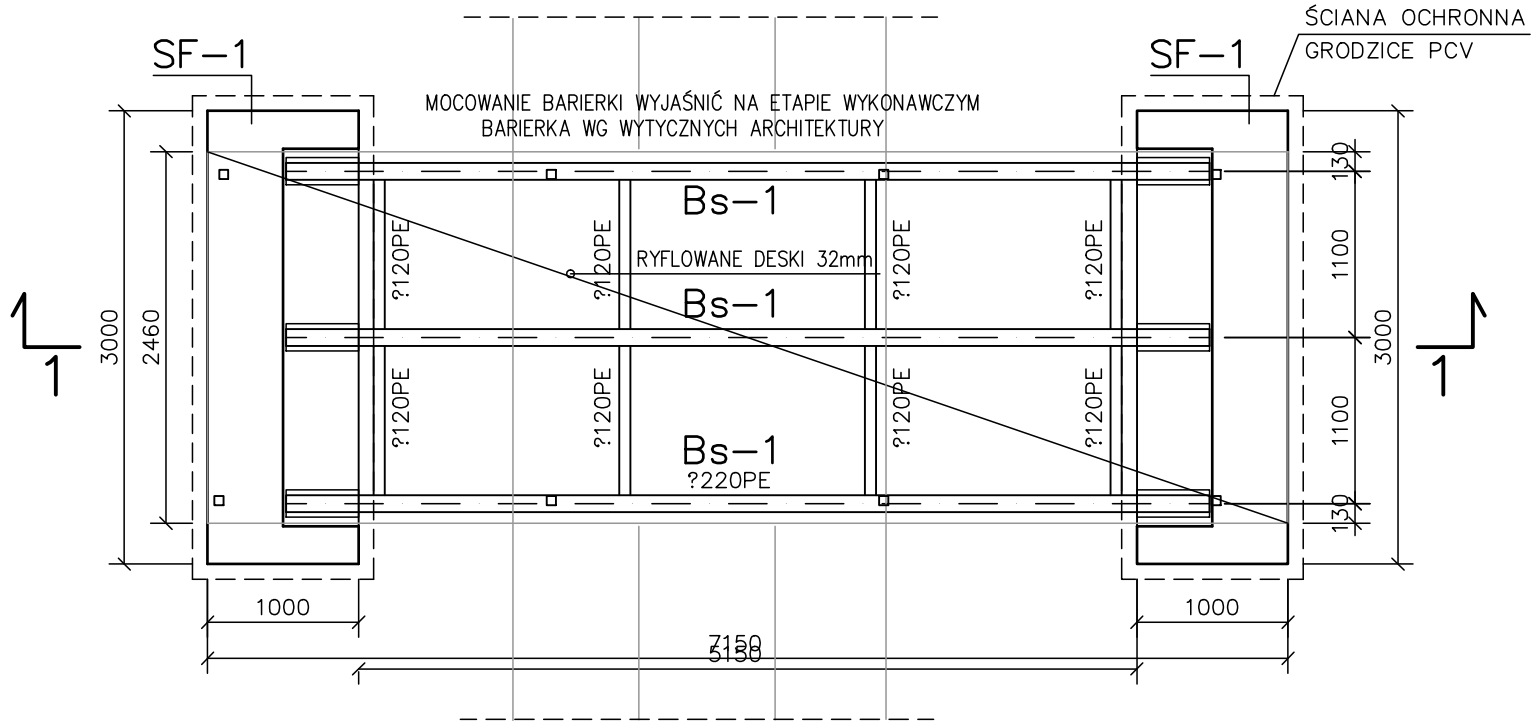 ŚCIANA OCHRONNA
GRODZICE PCV
SF-1
SF-1
MOCOWANIE BARIERKI WYJAŚNIĆ NA ETAPIE WYKONAWCZYM
BARIERKA WG WYTYCZNYCH ARCHITEKTURY
130
Bs-1
?120PE
?120PE
?120PE
?120PE
1100
RYFLOWANE DESKI 32mm
Bs-1
3000
2460
3000
1
1
?120PE
?120PE
?120PE
?120PE
1100
Bs-1
?220PE
130
1000
1000
7150
5150